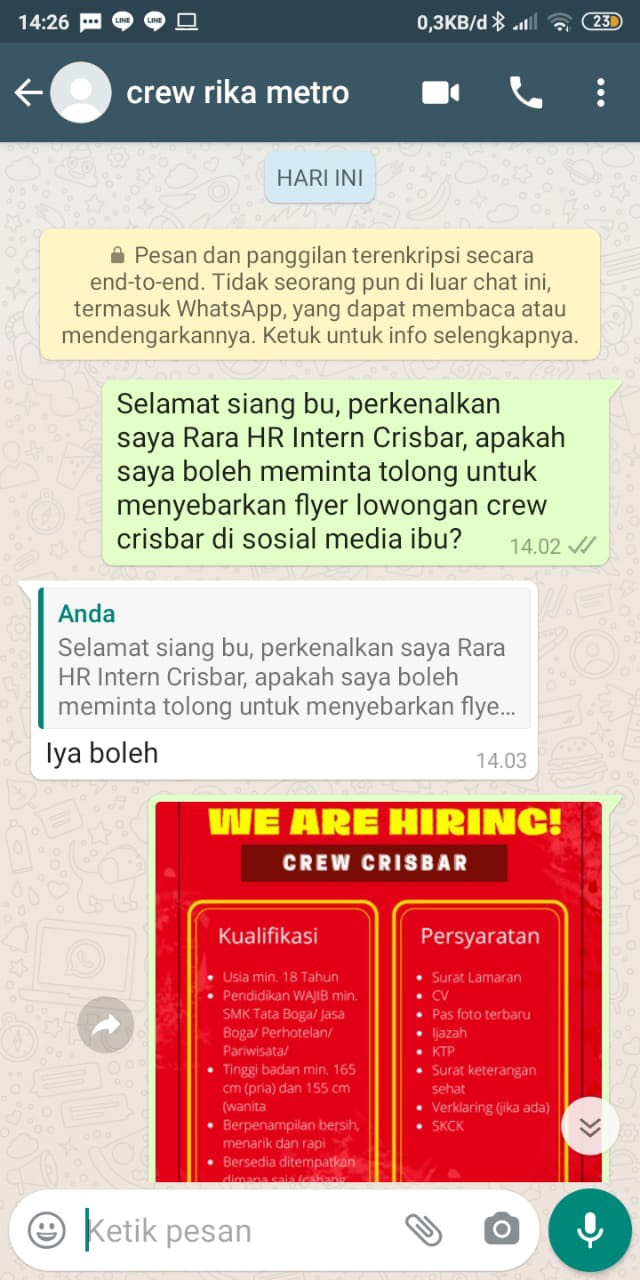 14:26
LINE
LINE
0,3KB/d
23
crew rika metro
HARI INI
Pesan dan panggilan terenkripsi secara
end-to-end. Tidak seorang pun di luar chat ini,
termasuk WhatsApp, yang dapat membaca atau
mendengarkannya. Ketuk untuk info selengkapnya.
Selamat siang bu, perkenalkan
saya Rara HR Intern Crisbar, apakah
saya boleh meminta tolong untuk
menyebarkan flyer lowongan crew
crisbar di sosial media ibu?
14.02
Anda
Selamat siang bu, perkenalkan saya Rara
HR Intern Crisbar, apakah saya boleh
meminta tolong untuk menyebarkan flye...
Iya boleh
14.03
WE ARE HIRING!
CREW CRISBAR
Kualifikasi
• Usia min. 18 Tahun
• Pendidikan WAJIB min.
SMK Tata Boga/ Jasa
Boga/ Perhotelan/
Pariwisata/
• Tinggi badan min. 165
cm (pria) dan 155 cm
(wanita
• Berpenampilan bersih,
menarik dan rapi
• Bersedia ditempatkan
dimana saja (cabang
Persyaratan
• Surat Lamaran
• CV
• Pas foto terbaru
• Ijazah
• KTP
• Surat keterangan
sehat
• Verklaring (jika ada)
• SKCK
Ketik pesan